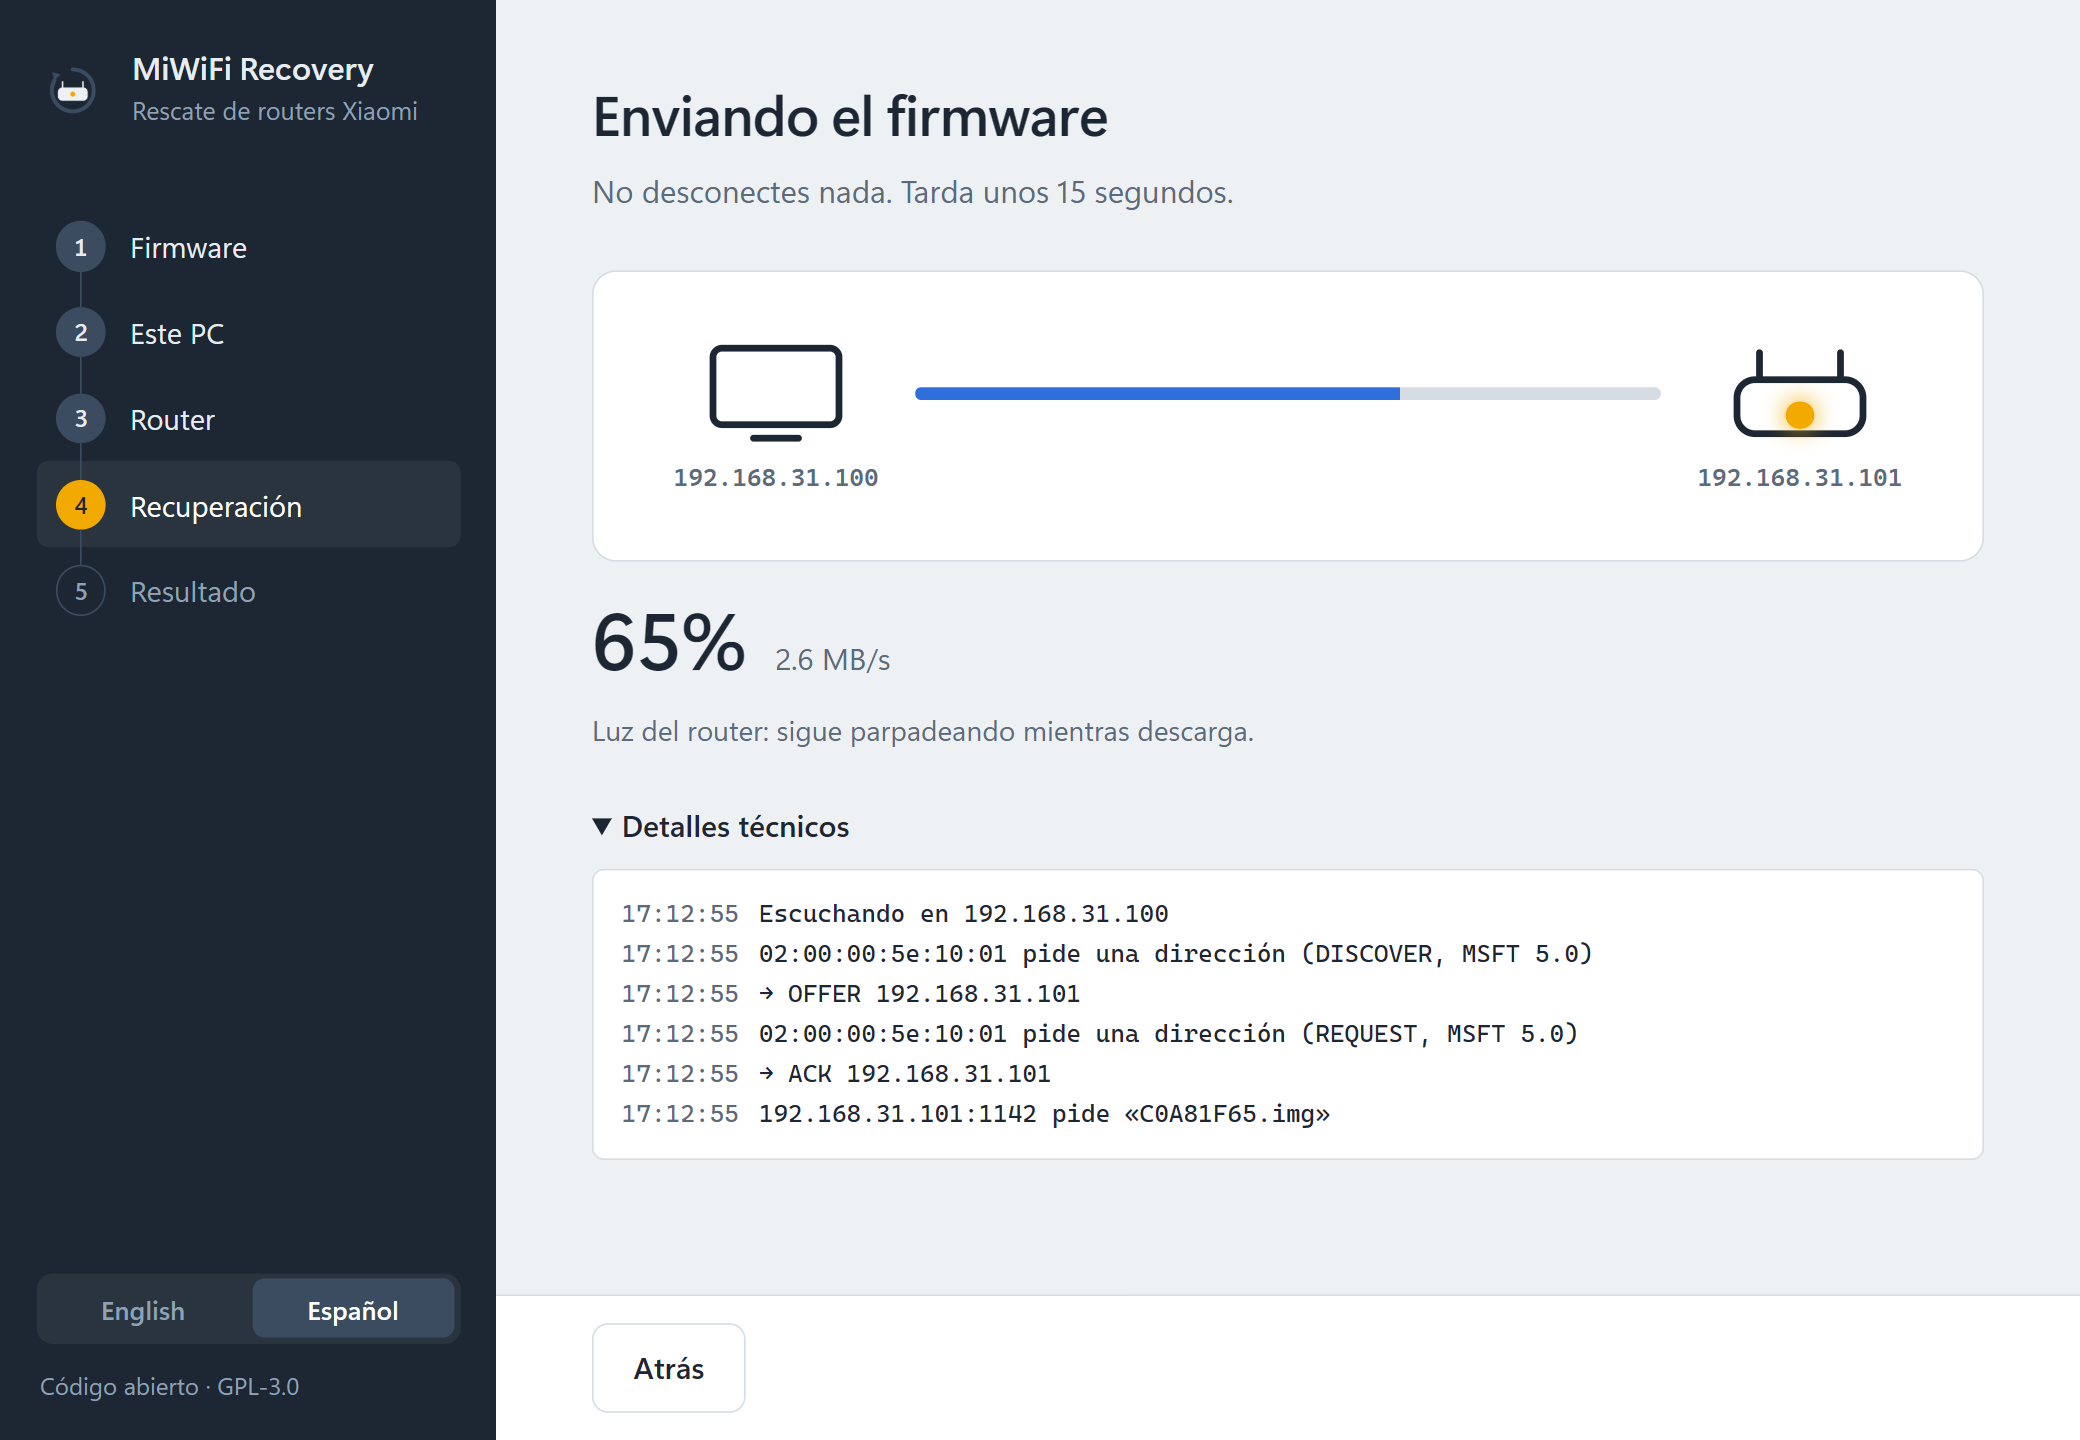 MiWiFi Recovery
Rescate de routers Xiaomi
1 Firmware
2 Este PC
3 Router
4 Recuperación
5 Resultado
English Español
Código abierto · GPL-3.0
Enviando el firmware
No desconectes nada. Tarda unos 15 segundos.
192.168.31.100 192.168.31.101
65% 2.6 MB/s
Luz del router: sigue parpadeando mientras descarga.
▼ Detalles técnicos
17:12:55 Escuchando en 192.168.31.100
17:12:55 02:00:00:5e:10:01 pide una dirección (DISCOVER, MSFT 5.0)
17:12:55 → OFFER 192.168.31.101
17:12:55 02:00:00:5e:10:01 pide una dirección (REQUEST, MSFT 5.0)
17:12:55 → ACK 192.168.31.101
17:12:55 192.168.31.101:1142 pide «C0A81F65.img»
Atrás